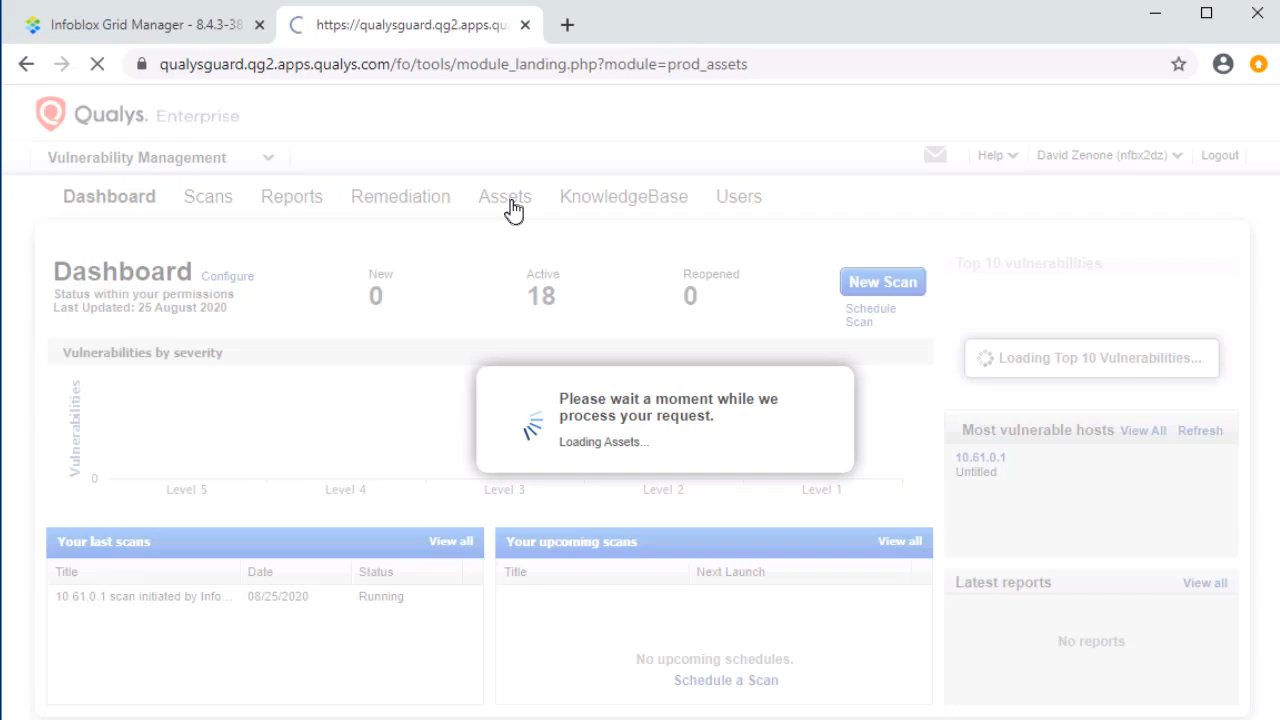 Infoblox Grid Manager - 8.4.3-38
https://qualysguard.qg2.apps.qu
qualysguard.qg2.apps.qualys.com/fo/tools/module_landing.php?module=prod_assets
Qualys. Enterprise
Vulnerability Management
Help
David Zenone (nfbx2dz)
Logout
Dashboard
Scans
Reports
Remediation
Assets
KnowledgeBase
Users
Dashboard Configure
Status within your permissions
Last Updated: 25 August 2020
New
0
Active
18
Reopened
0
New Scan
Schedule
Scan
Top 10 vulnerabilities
Loading Top 10 Vulnerabilities...
Vulnerabilities by severity
Vulnerabilities
0
Level 5
Level 4
Level 3
Level 2
Level 1
Please wait a moment while we
process your request.
Loading Assets...
Most vulnerable hosts View All Refresh
10.61.0.1
Untitled
Your last scans View all
Title Date Status
10.61.0.1 scan initiated by Info... 08/25/2020 Running
Your upcoming scans View all
Title Next Launch
No upcoming schedules.
Schedule a Scan
Latest reports View all
No reports